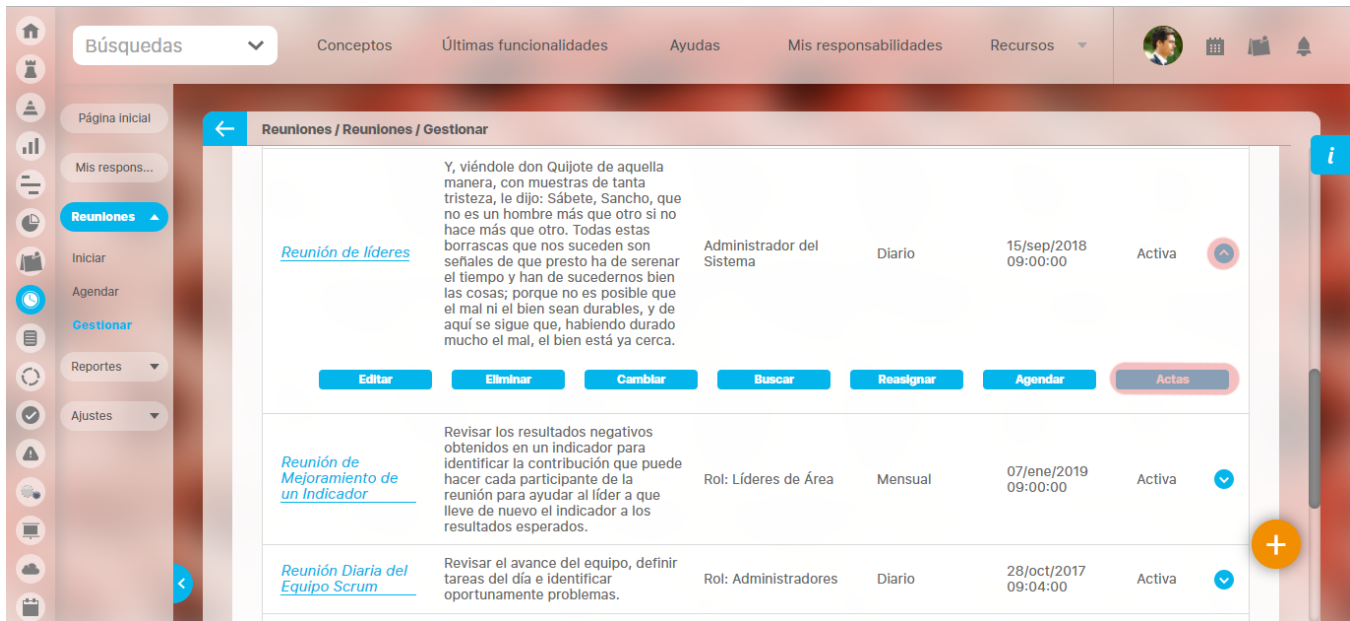 Búsquedas
Conceptos
Últimas funcionalidades
Ayudas
Mis responsabilidades
Recursos
Página inicial
Mis respons...
Reuniones
Iniciar
Agendar
Gestionar
Reportes
Ajustes
Reuniones / Reuniones / Gestionar
i
Reunión de líderes
Y, viéndole don Quijote de aquella
manera, con muestras de tanta
tristeza, le dijo: Sábete, Sancho, que
no es un hombre más que otro si no
hace más que otro. Todas estas
borrascas que nos suceden son
señales de que presto ha de serenar
el tiempo y han de sucedernos bien
las cosas; porque no es posible que
el mal ni el bien sean durables, y de
aquí se sigue que, habiendo durado
mucho el mal, el bien está ya cerca.
Administrador del
Sistema
Diario
15/sep/2018
09:00:00
Activa
Editar
Eliminar
Cambiar
Buscar
Reasignar
Agendar
Actas
Reunión de
Mejoramiento de
un Indicador
Revisar los resultados negativos
obtenidos en un indicador para
identificar la contribución que puede
hacer cada participante de la
reunión para ayudar al líder a que
lleve de nuevo el indicador a los
resultados esperados.
Rol: Líderes de Área
Mensual
07/ene/2019
09:00:00
Activa
Reunión Diaria del
Equipo Scrum
Revisar el avance del equipo, definir
tareas del día e identificar
oportunamente problemas.
Rol: Administradores
Diario
28/oct/2017
09:04:00
Activa
+